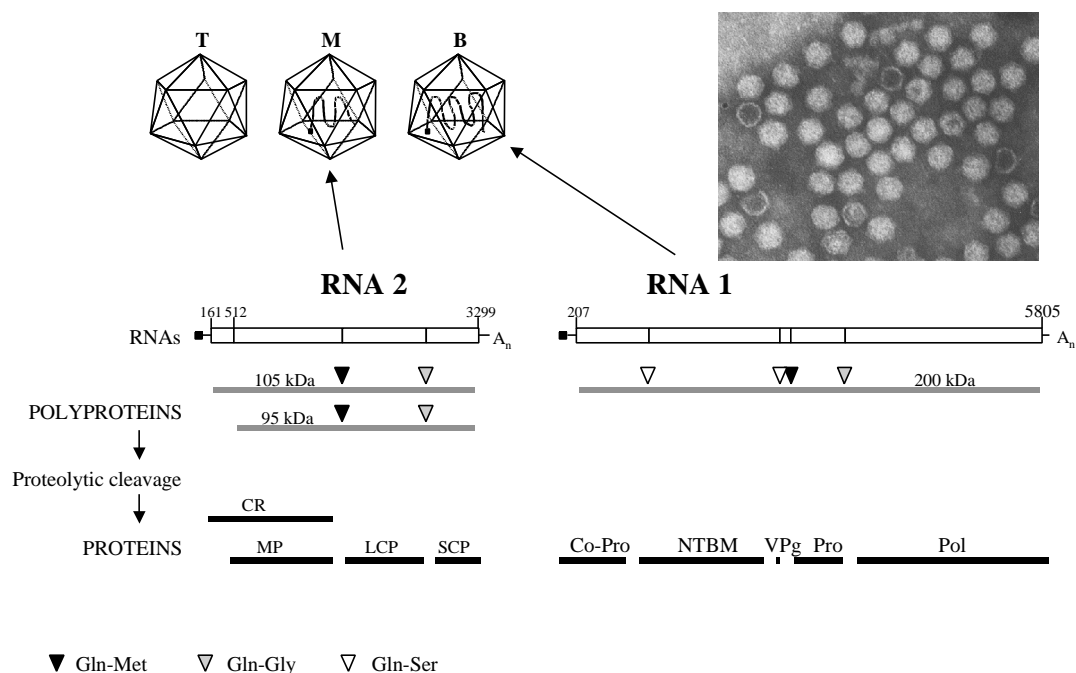 T M B
RNA 2 RNA 1
161 512 3299 207 5805
RNAs An An
105 kDa 200 kDa
POLYPROTEINS 95 kDa
Proteolytic cleavage
CR
PROTEINS MP LCP SCP Co-Pro NTBM VPg Pro Pol
Gln-Met Gln-Gly Gln-Ser